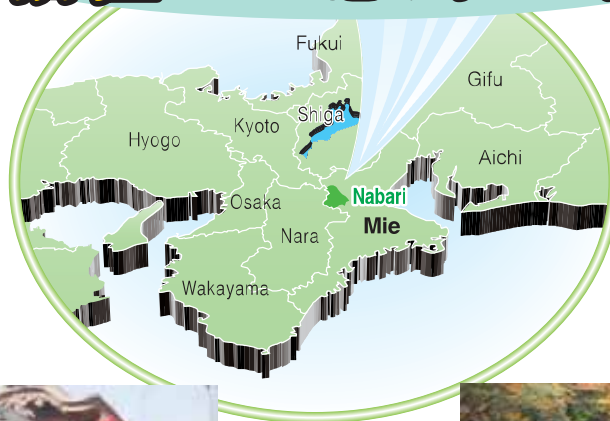 Fukui
Gifu
Shiga
Kyoto
Hyogo
Aichi
Nabari
Osaka
Mie
Nara
Wakayama